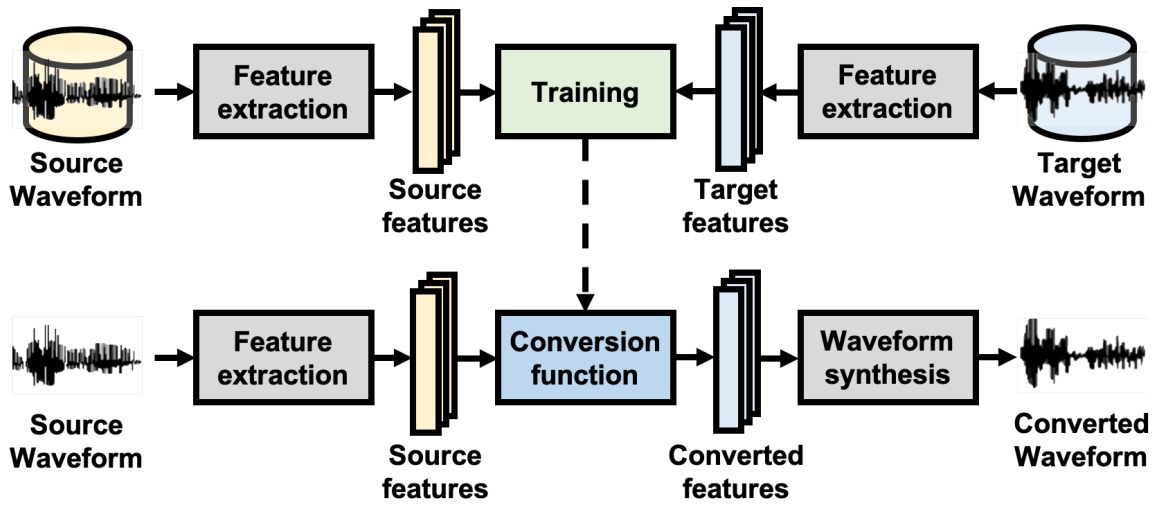 Feature
extraction
Training
Feature
extraction
Source
Waveform
Source
features
Target
features
Target
Waveform
Feature
extraction
Conversion
function
Waveform
synthesis
Source
Waveform
Source
features
Converted
features
Converted
Waveform